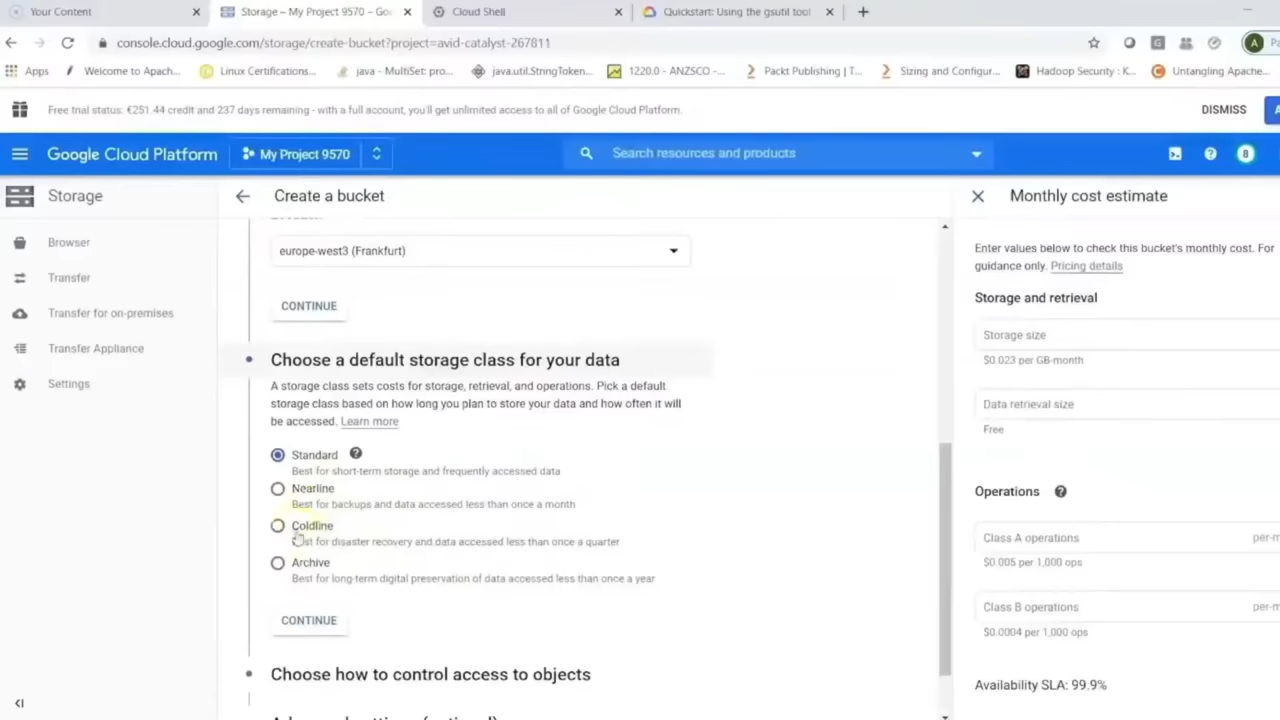 Your Content
Storage – My Project 9570 – Go
Cloud Shell
Quickstart: Using the gsutil tool
console.cloud.google.com/storage/create-bucket?project=avid-catalyst-267811
A
Apps
Welcome to Apach...
Linux Certifications...
java - MultiSet: pro...
java.util.StringToken...
1220.0 - ANZSCO -...
Packt Publishing | T...
Sizing and Configur...
Hadoop Security : K...
Untangling Apache...
Free trial status: €251.44 credit and 237 days remaining - with a full account, you'll get unlimited access to all of Google Cloud Platform.
DISMISS
Google Cloud Platform
My Project 9570
Search resources and products
8
Storage
Create a bucket
Monthly cost estimate
Browser
Transfer
Transfer for on-premises
Transfer Appliance
Settings
europe-west3 (Frankfurt)
CONTINUE
Choose a default storage class for your data
A storage class sets costs for storage, retrieval, and operations. Pick a default
storage class based on how long you plan to store your data and how often it will
be accessed. Learn more
Standard
Best for short-term storage and frequently accessed data
Nearline
Best for backups and data accessed less than once a month
Coldline
Best for disaster recovery and data accessed less than once a quarter
Archive
Best for long-term digital preservation of data accessed less than once a year
CONTINUE
Choose how to control access to objects
Enter values below to check this bucket's monthly cost. For
guidance only. Pricing details
Storage and retrieval
Storage size
$0.023 per GB-month
Data retrieval size
Free
Operations
Class A operations
per-m
$0.005 per 1,000 ops
Class B operations
per-m
$0.0004 per 1,000 ops
Availability SLA: 99.9%